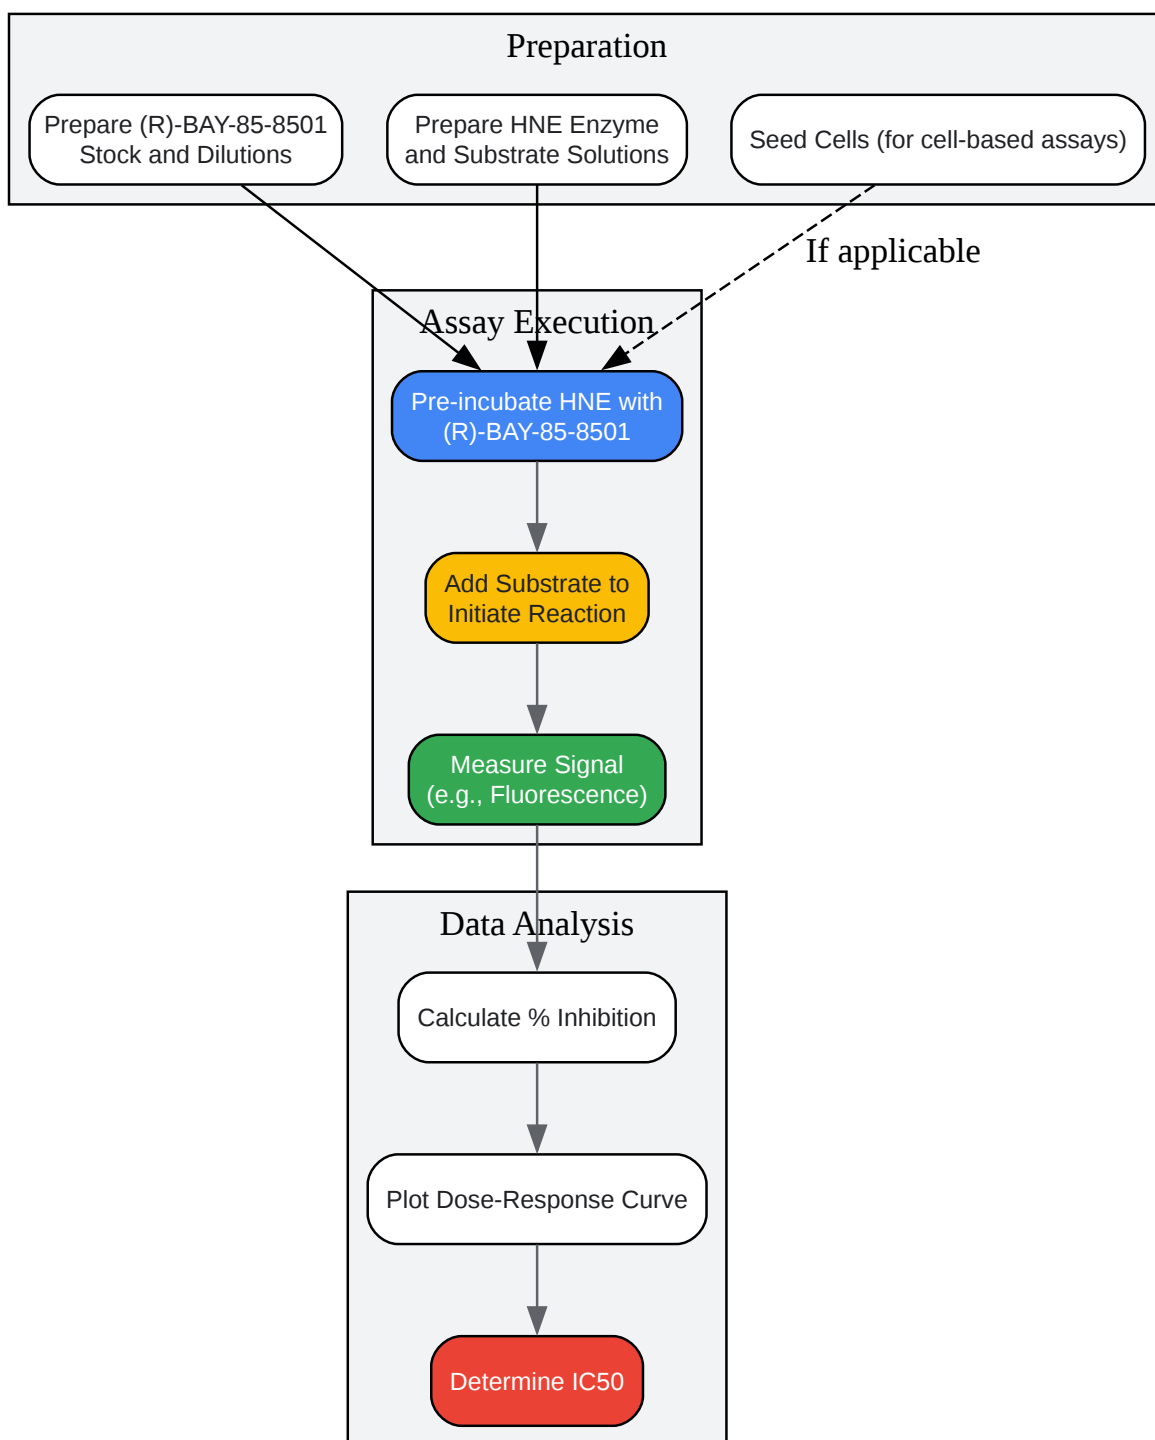 Preparation
Prepare (R)-BAY-85-8501
Stock and Dilutions
Prepare HNE Enzyme
and Substrate Solutions
Seed Cells (for cell-based assays)
If applicable
Assay Execution
Pre-incubate HNE with
(R)-BAY-85-8501
Add Substrate to
Initiate Reaction
Measure Signal
(e.g., Fluorescence)
Data Analysis
Calculate % Inhibition
Plot Dose-Response Curve
Determine IC50